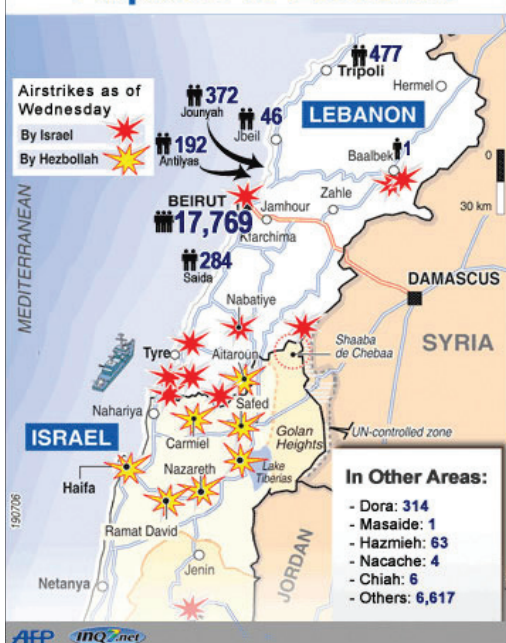 477
Tripoli
Hermel
Airstrikes as of
Wednesday
By Israel
By Hezbollah
372
Jounyah
46
Jbeil
LEBANON
192
Antilyas
1
Baalbek
0
30 km
BEIRUT
17,769
Jamhour
Klarchima
Zahle
284
Saida
MEDITERRANEAN
DAMASCUS
Nabatiye
SYRIA
Tyre
Aitaroun
Shaaba
de Chebaa
Nahariya
Safed
ISRAEL
Carmiel
Golan
Heights
UN-controlled zone
Haifa
Nazareth
Lake
Tiberias
In Other Areas:
- Dora: 314
- Masaide: 1
- Hazmieh: 63
- Nacache: 4
- Chiah: 6
- Others: 6,617
190706
Ramat David
Jenin
JORDAN
Netanya
AFP
INQ7.net